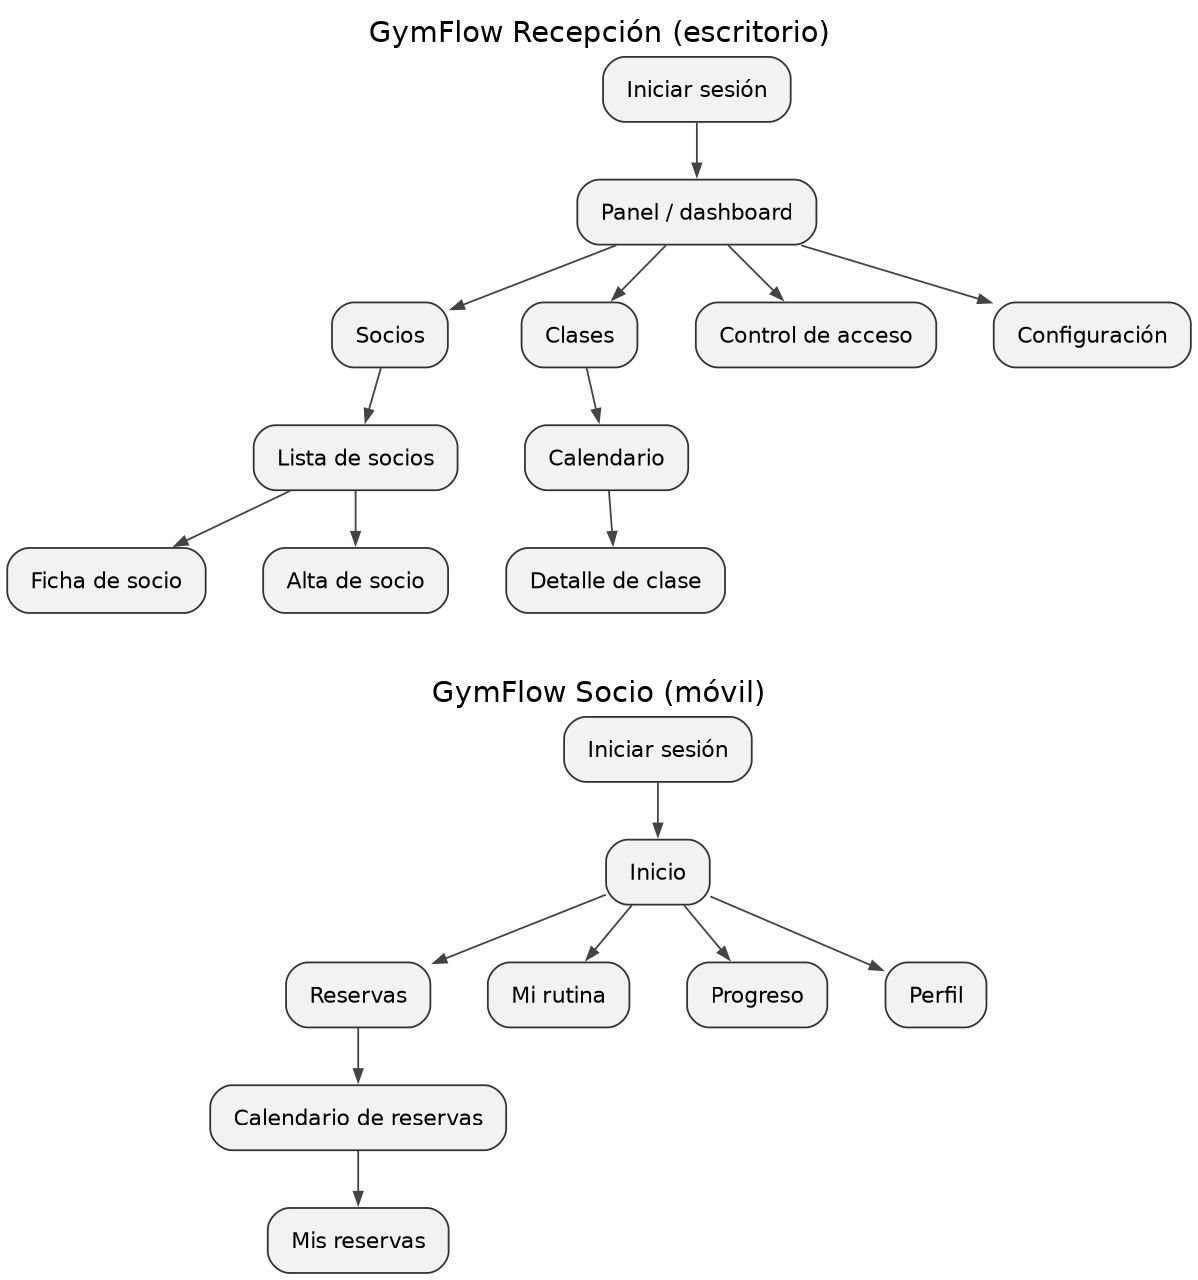 GymFlow Recepción (escritorio)
Iniciar sesión
Panel / dashboard
Socios
Clases
Control de acceso
Configuración
Lista de socios
Calendario
Ficha de socio
Alta de socio
Detalle de clase
GymFlow Socio (móvil)
Iniciar sesión
Inicio
Reservas
Mi rutina
Progreso
Perfil
Calendario de reservas
Mis reservas